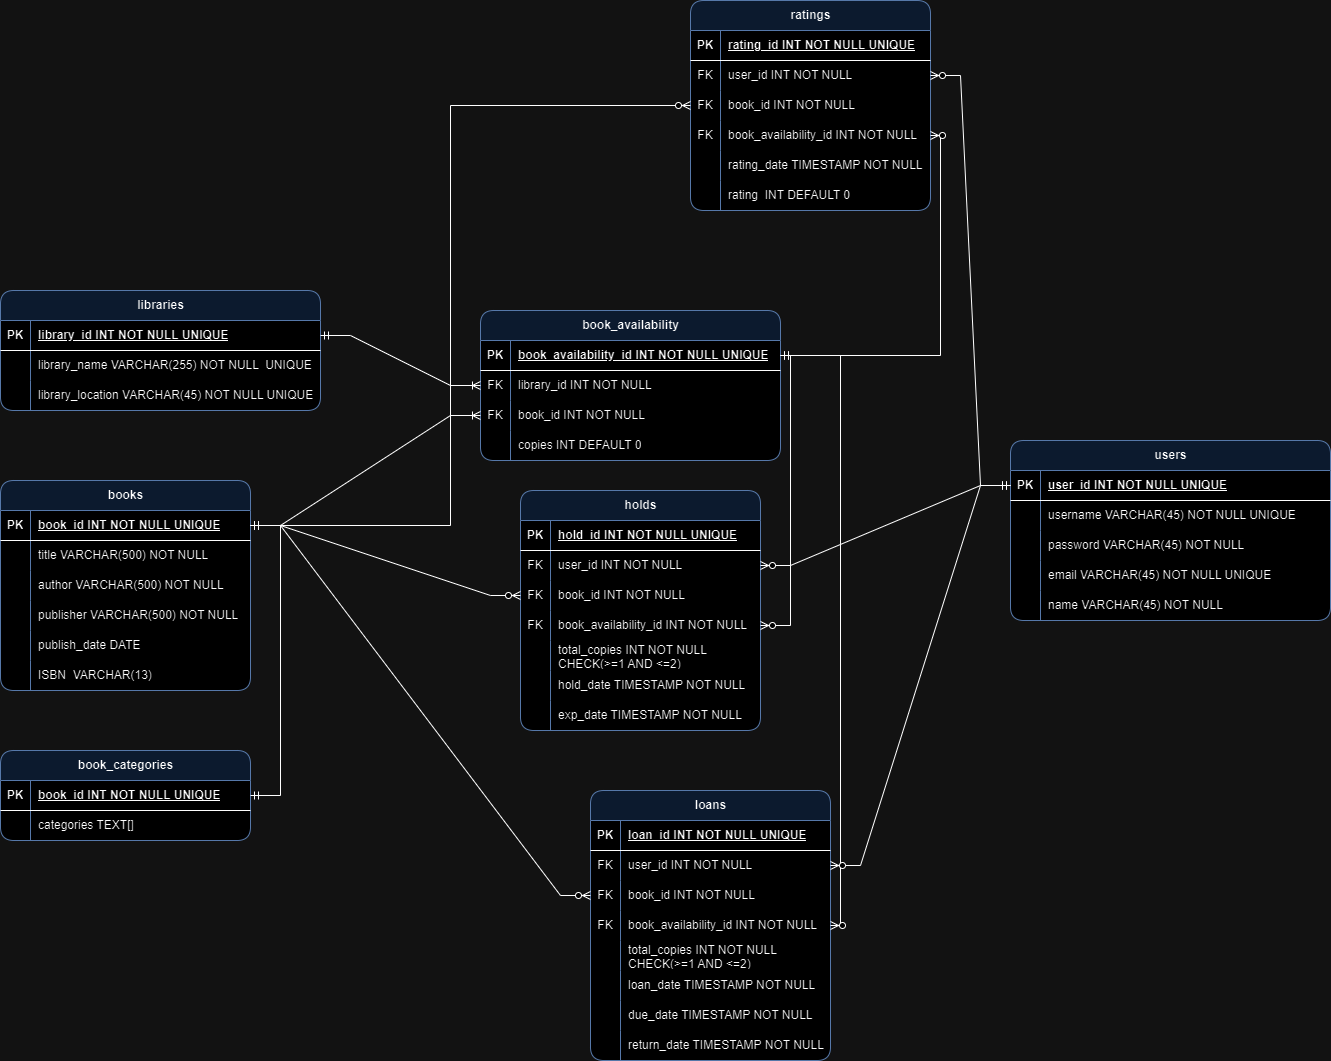 ratings
PK rating_id INT NOT NULL UNIQUE
FK user_id INT NOT NULL
FK book_id INT NOT NULL
FK book_availability_id INT NOT NULL
rating_date TIMESTAMP NOT NULL
rating  INT DEFAULT 0
libraries
PK library_id INT NOT NULL UNIQUE
library_name VARCHAR(255) NOT NULL  UNIQUE
library_location VARCHAR(45) NOT NULL UNIQUE
book_availability
PK book_availability_id INT NOT NULL UNIQUE
FK library_id INT NOT NULL
FK book_id INT NOT NULL
copies INT DEFAULT 0
users
PK user_id INT NOT NULL UNIQUE
username VARCHAR(45) NOT NULL UNIQUE
password VARCHAR(45) NOT NULL
email VARCHAR(45) NOT NULL UNIQUE
name VARCHAR(45) NOT NULL
books
PK book_id INT NOT NULL UNIQUE
title VARCHAR(500) NOT NULL
author VARCHAR(500) NOT NULL
publisher VARCHAR(500) NOT NULL
publish_date DATE
ISBN  VARCHAR(13)
holds
PK hold_id INT NOT NULL UNIQUE
FK user_id INT NOT NULL
FK book_id INT NOT NULL
FK book_availability_id INT NOT NULL
total_copies INT NOT NULL
CHECK(>=1 AND <=2)
hold_date TIMESTAMP NOT NULL
exp_date TIMESTAMP NOT NULL
book_categories
PK book_id INT NOT NULL UNIQUE
categories TEXT[]
loans
PK loan_id INT NOT NULL UNIQUE
FK user_id INT NOT NULL
FK book_id INT NOT NULL
FK book_availability_id INT NOT NULL
total_copies INT NOT NULL
CHECK(>=1 AND <=2)
loan_date TIMESTAMP NOT NULL
due_date TIMESTAMP NOT NULL
return_date TIMESTAMP NOT NULL